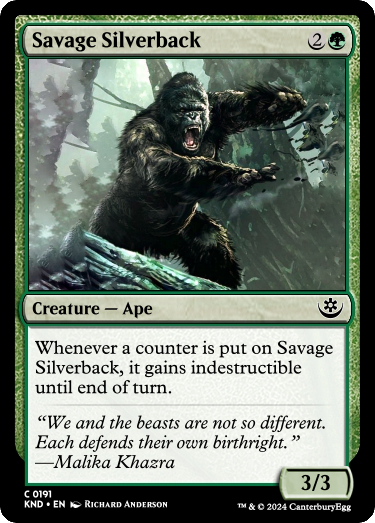 Savage Silverback 2
Creature — Ape
Whenever a counter is put on Savage
Silverback, it gains indestructible
until end of turn.
“We and the beasts are not so different.
Each defends their own birthright.”
—Malika Khazra
3/3
C 0191
KND • EN Richard Anderson
™ & © 2024 CanterburyEgg